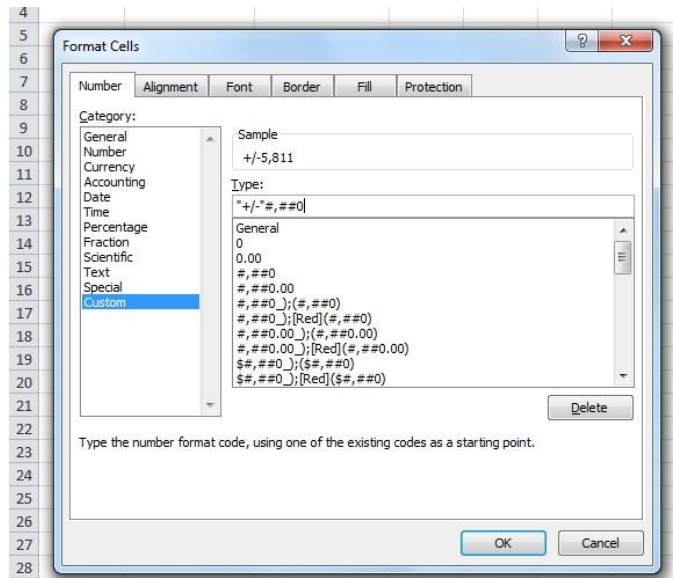 4
5
Format Cells
6
7
Number Alignment Font Border Fill Protection
8
Category:
9
General
Number
Currency
Accounting
Date
Time
Percentage
Fraction
Scientific
Text
Special
Custom
Sample
+/-5,811
Type:
"+/-"#,##0
General
0
0.00
#,##0
#,##0.00
#,##0_);(#,##0)
#,##0_);[Red](#,##0)
#,##0.00_);(#,##0.00)
#,##0.00_);[Red](#,##0.00)
$#,##0_);($#,##0)
$#,##0_);[Red]($#,##0)
10
11
12
13
14
15
16
17
18
19
20
21
Delete
22
Type the number format code, using one of the existing codes as a starting point.
23
24
25
26
27
OK Cancel
28